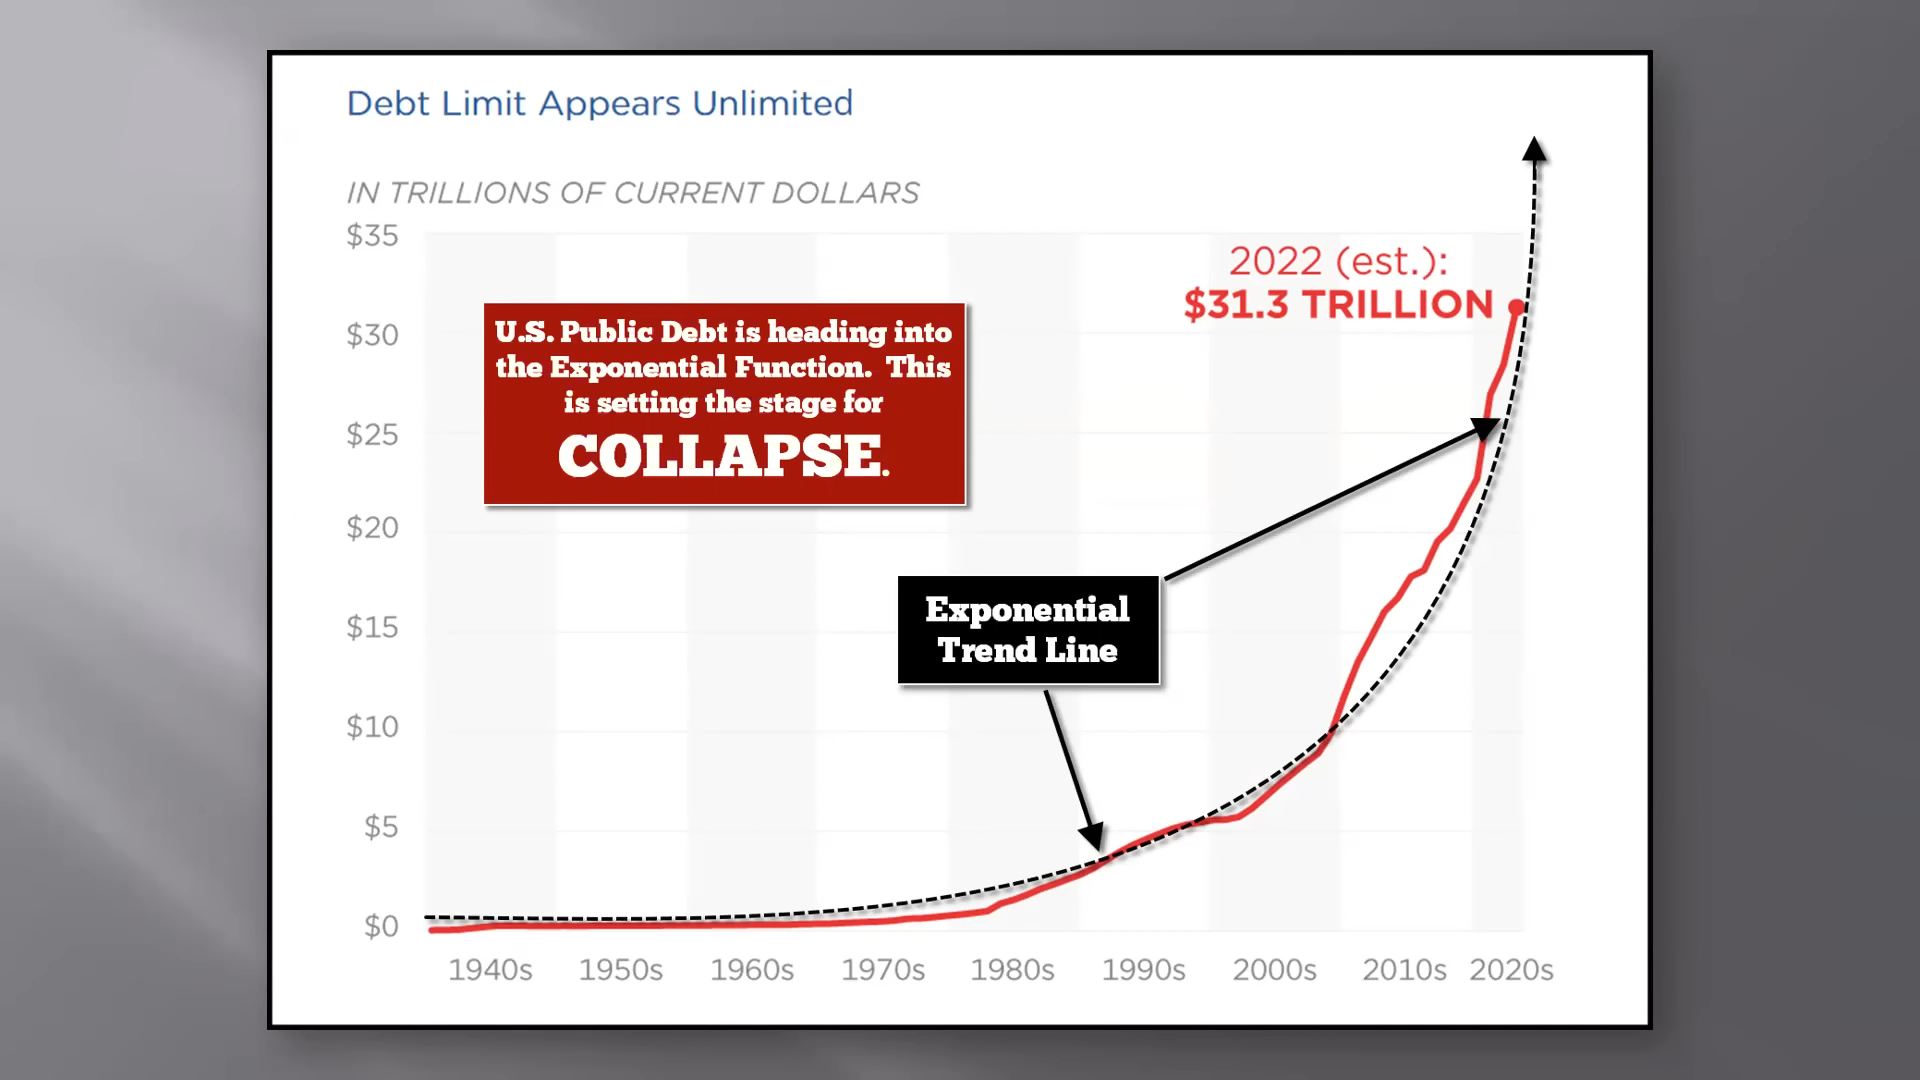 Debt Limit Appears Unlimited
IN TRILLIONS OF CURRENT DOLLARS
$35
$30
$25
$20
$15
$10
$5
$0
2022 (est.):
$31.3 TRILLION
U.S. Public Debt is heading into
the Exponential Function. This
is setting the stage for
COLLAPSE.
Exponential
Trend Line
1940s 1950s 1960s 1970s 1980s 1990s 2000s 2010s 2020s